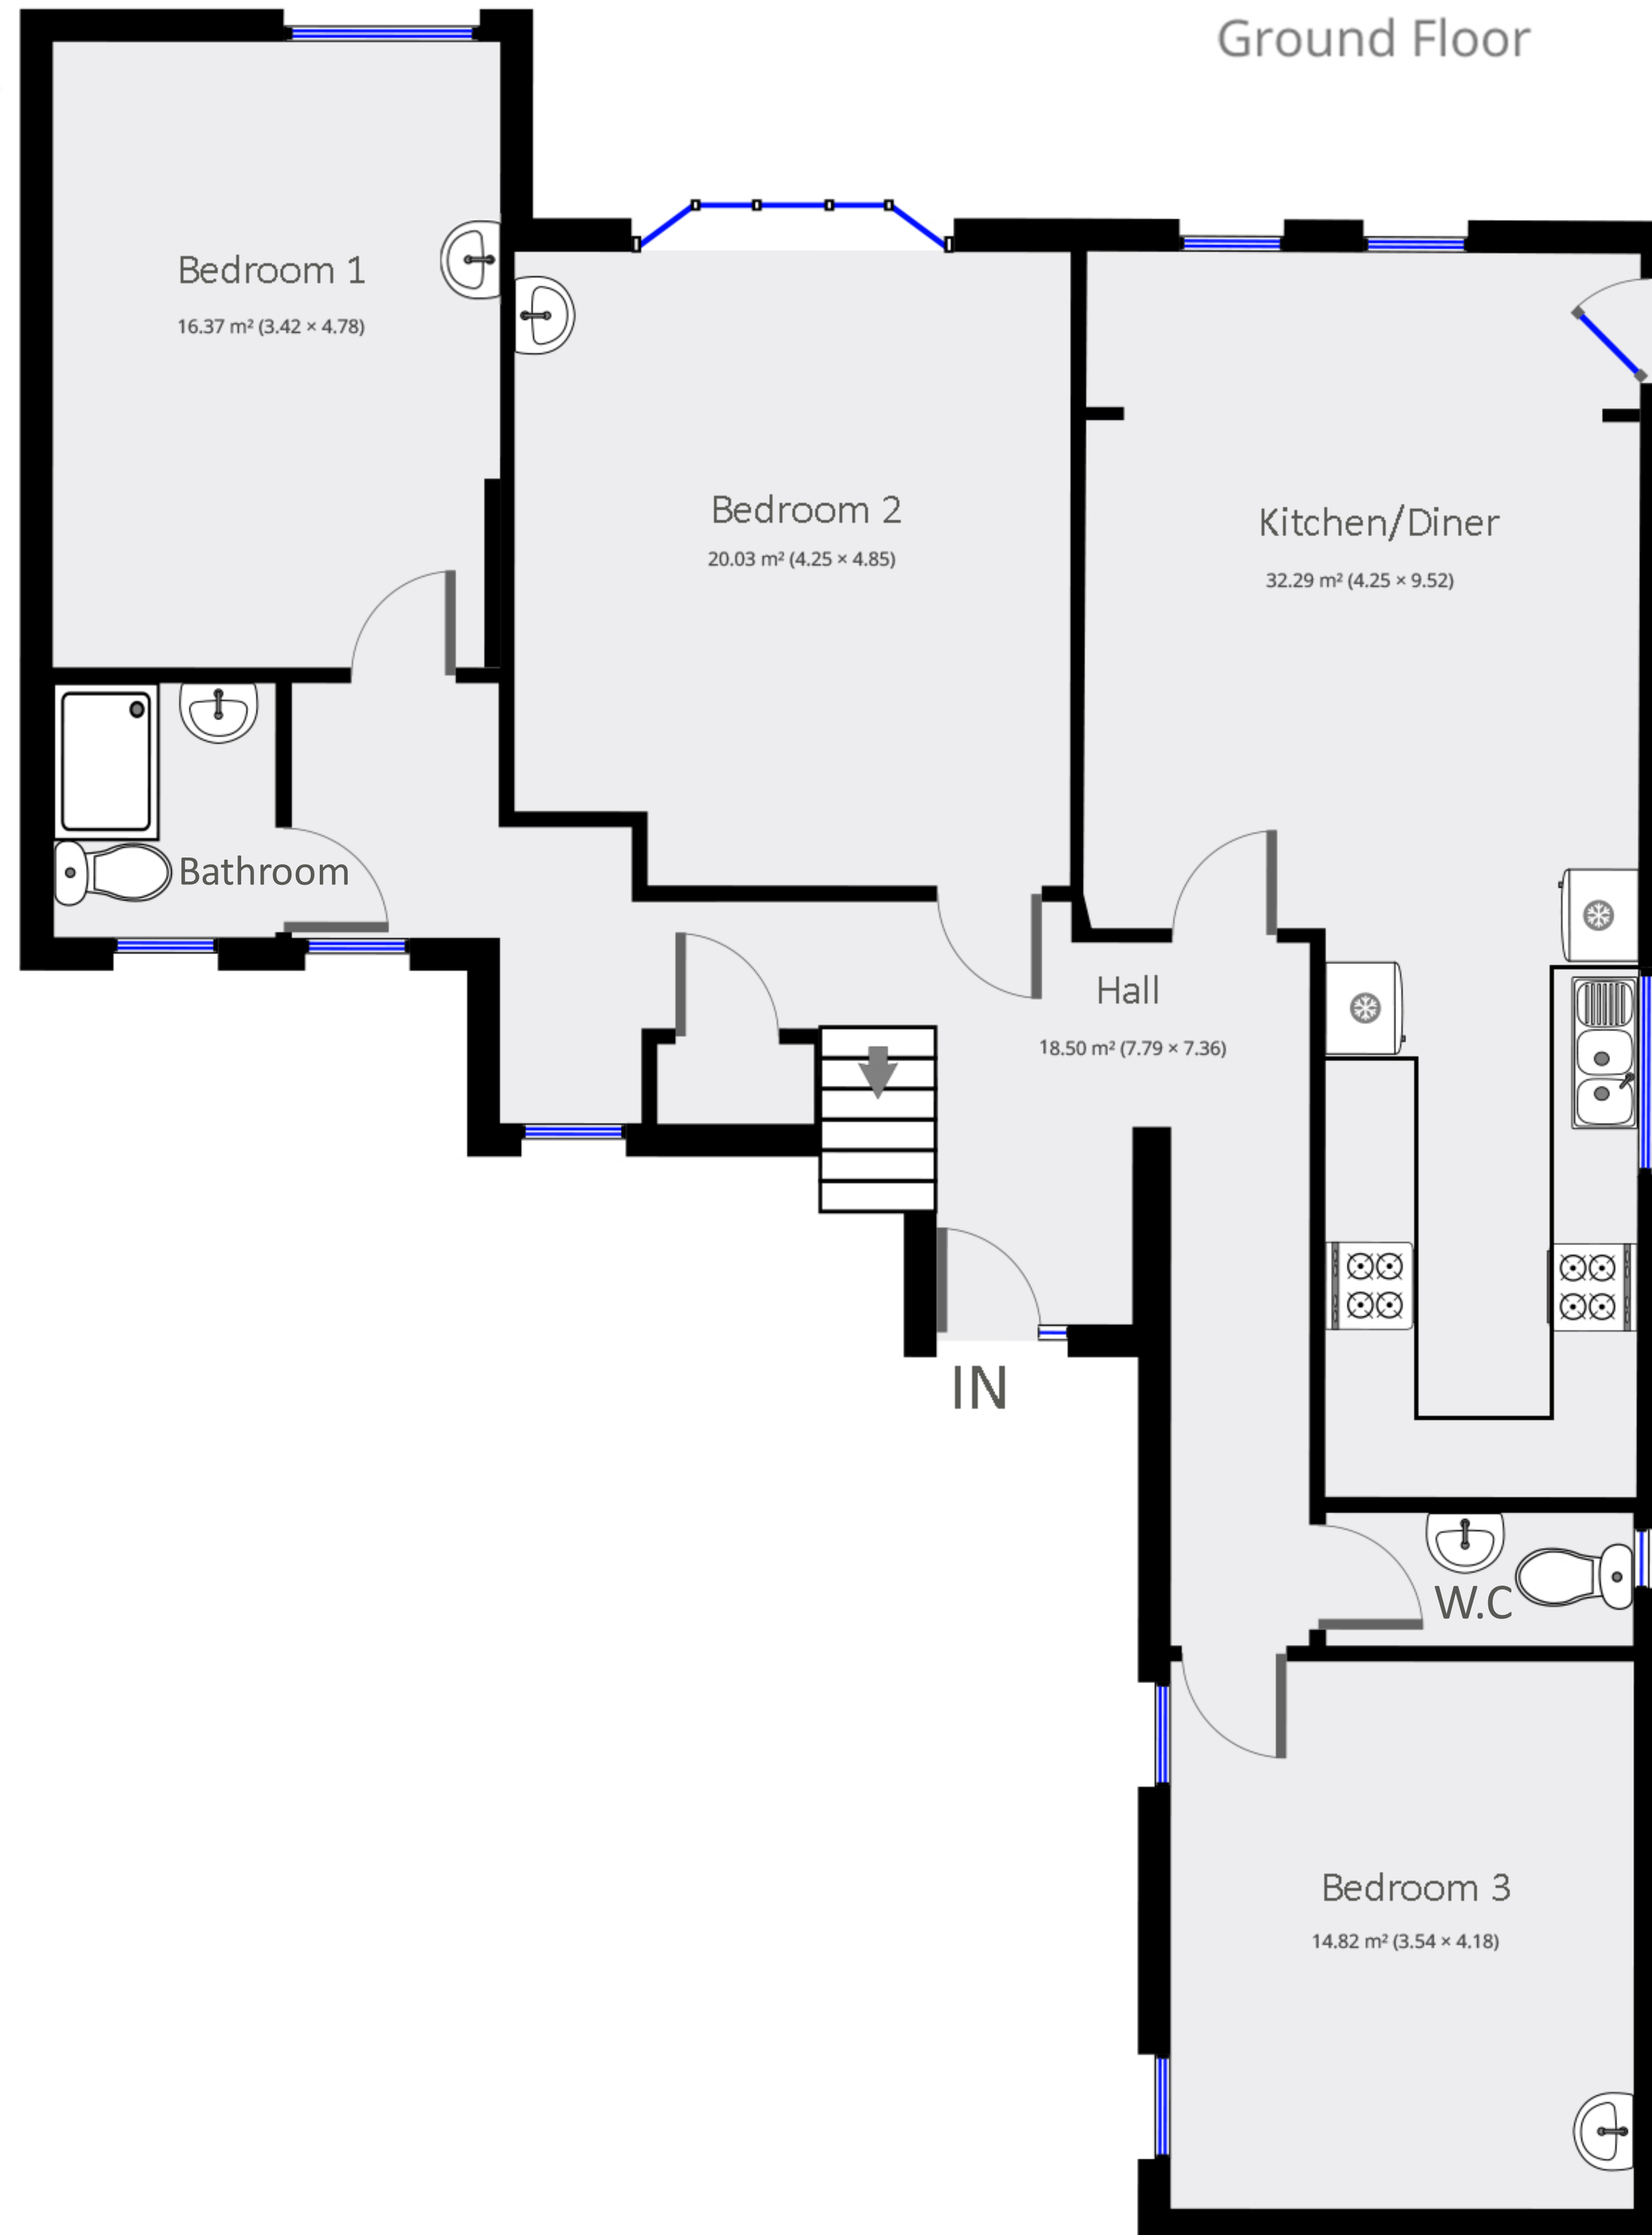 Ground Floor
Bedroom 1
16.37 m² (3.42 × 4.78)
Bedroom 2
20.03 m² (4.25 × 4.85)
Kitchen/Diner
32.29 m² (4.25 × 9.52)
Bathroom
Hall
18.50 m² (7.79 × 7.36)
IN
W.C
Bedroom 3
14.82 m² (3.54 × 4.18)